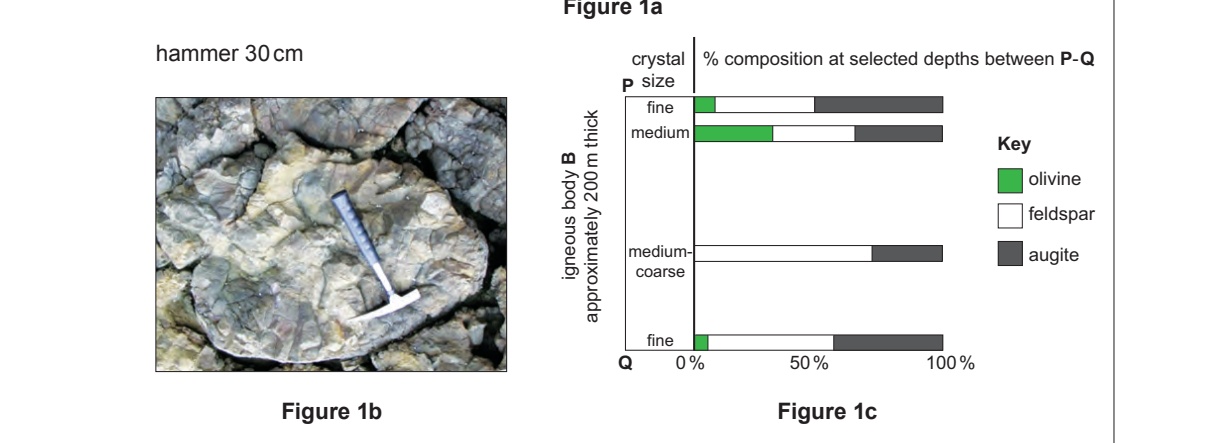 Figure 1a
hammer 30 cm
Figure 1b
crystal
size
% composition at selected depths between P-Q
P
fine
medium
medium-
coarse
fine
Q
0 %
50 %
100 %
igneous body B
approximately 200 m thick
Key
olivine
feldspar
augite
Figure 1c